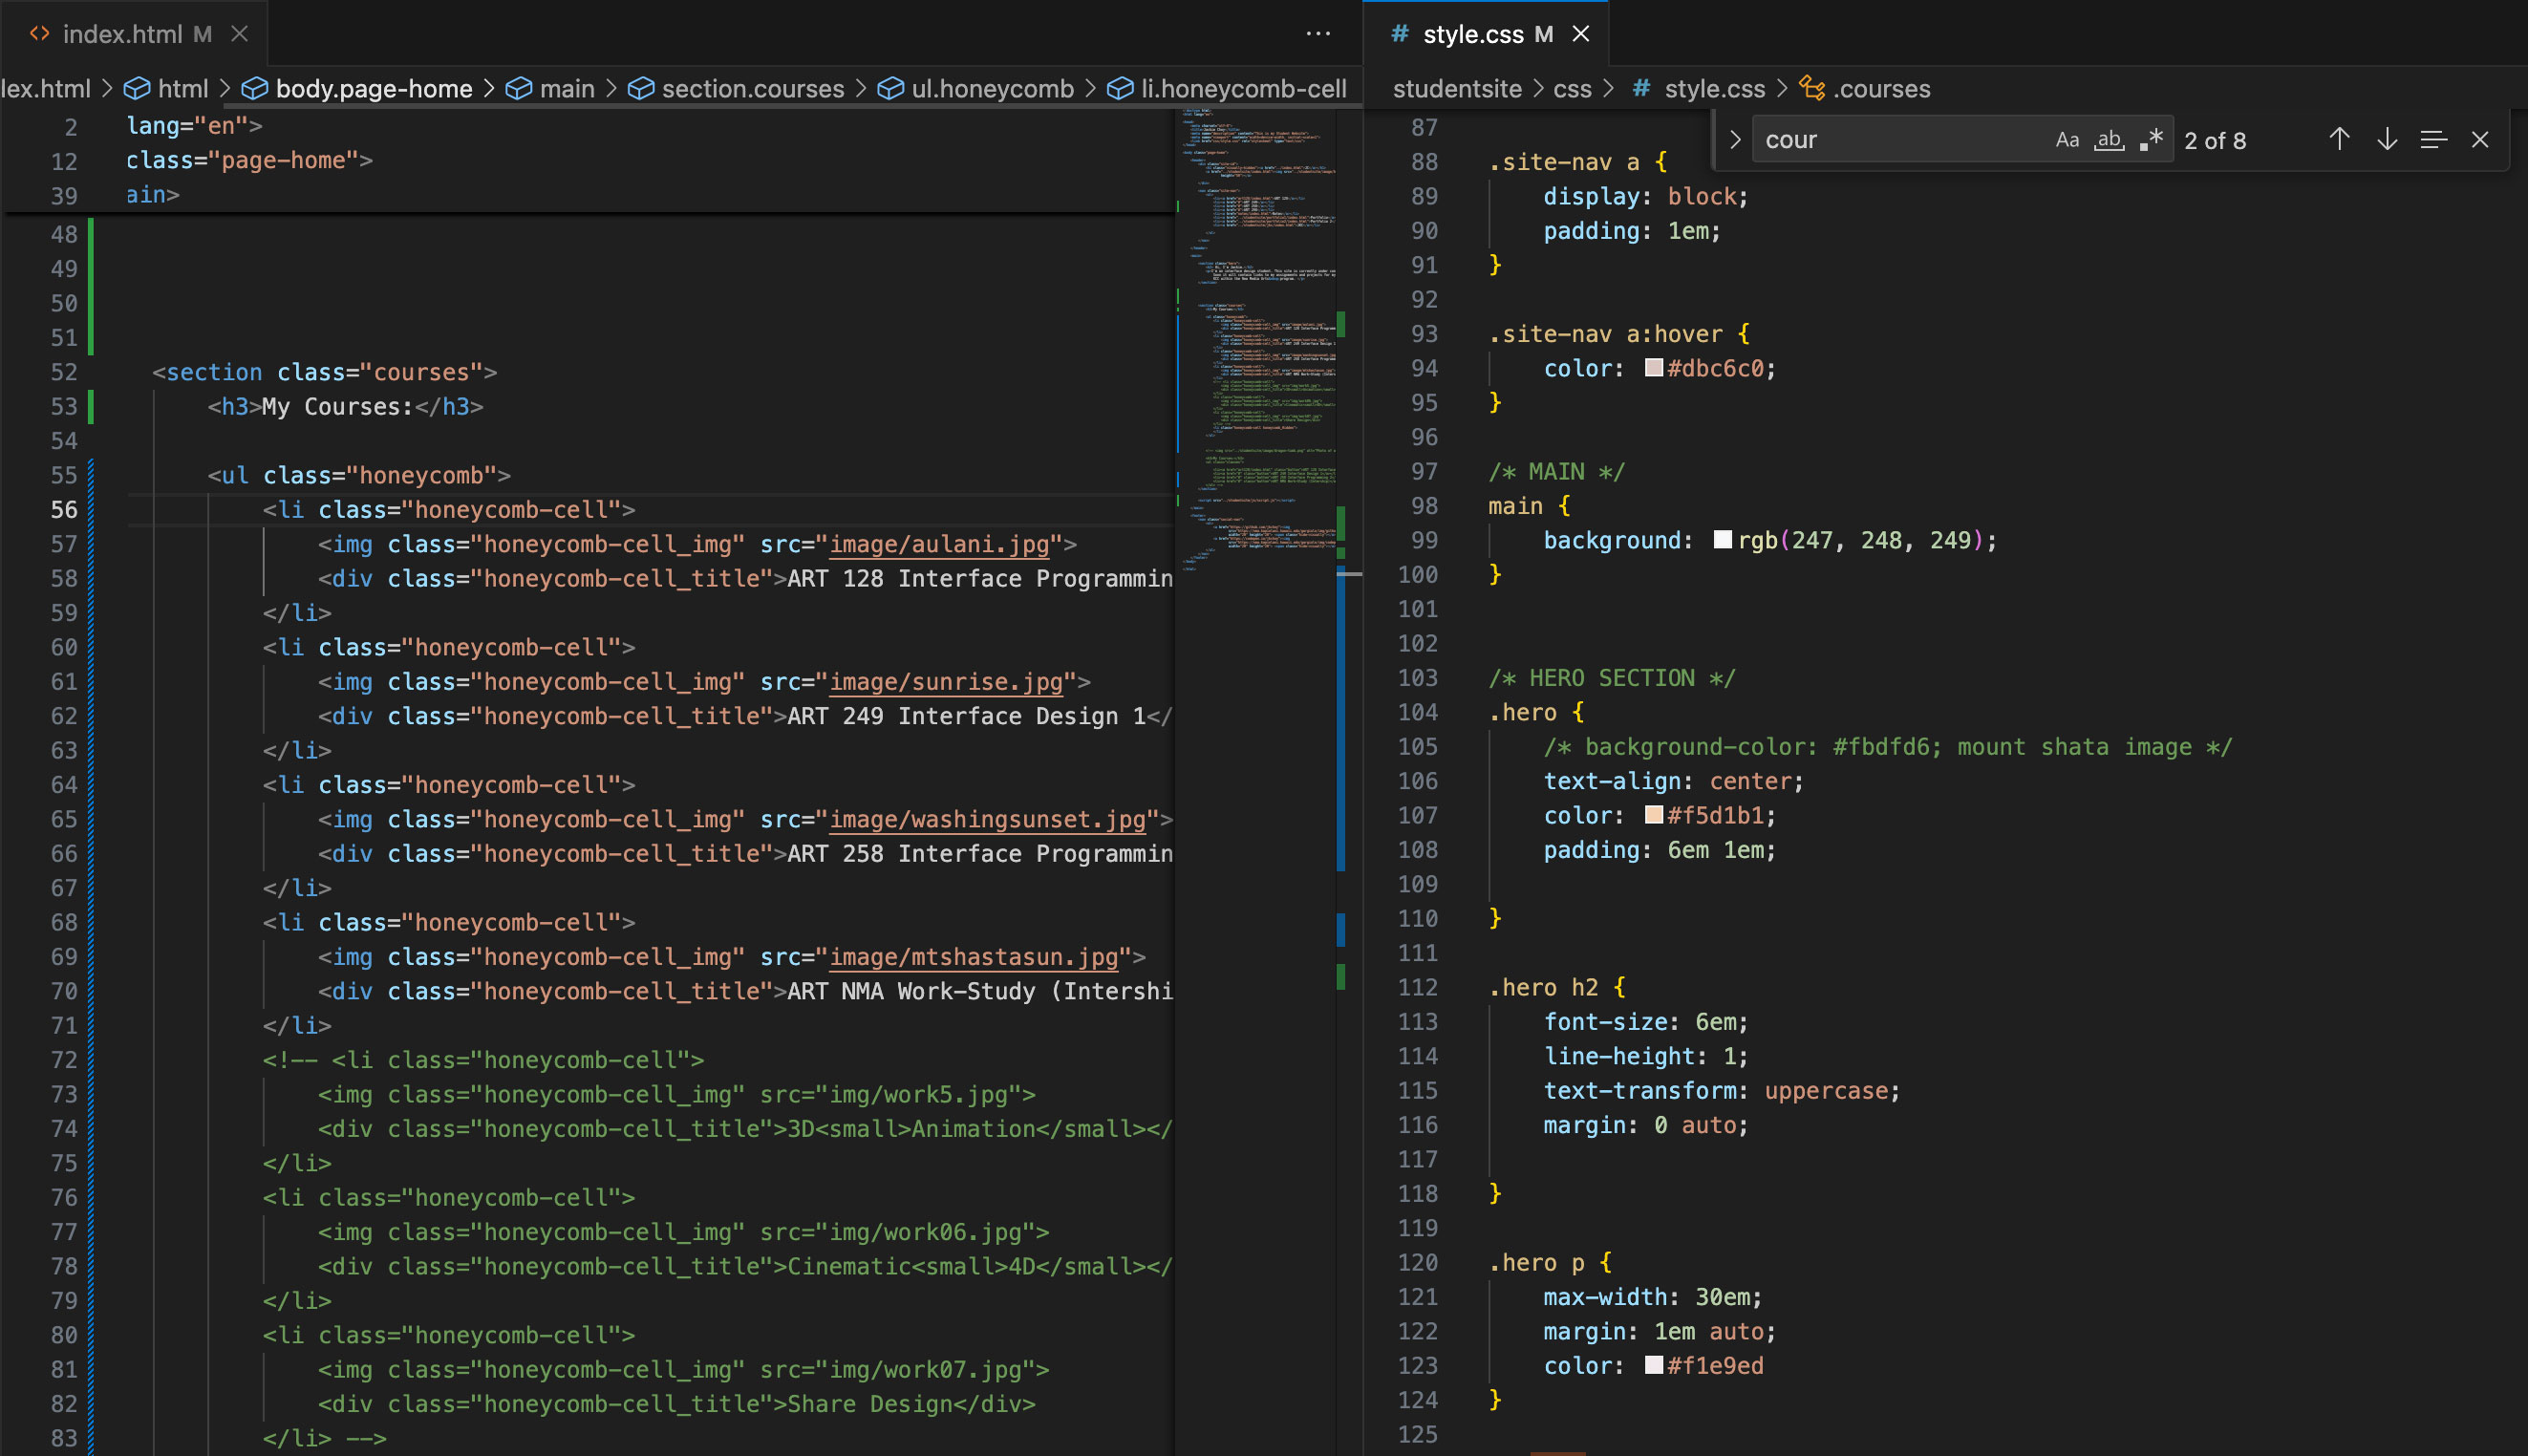 index.html M
lex.html > html > body.page-home > main > section.courses > ul.honeycomb > li.honeycomb-cell
2 lang="en">
12 class="page-home">
39 ain>
48
49
50
51
52 <section class="courses">
53 <h3>My Courses:</h3>
54
55 <ul class="honeycomb">
56 <li class="honeycomb-cell">
57 <img class="honeycomb-cell_img" src="image/aulani.jpg">
58 <div class="honeycomb-cell_title">ART 128 Interface Programmin
59 </li>
60 <li class="honeycomb-cell">
61 <img class="honeycomb-cell_img" src="image/sunrise.jpg">
62 <div class="honeycomb-cell_title">ART 249 Interface Design 1</
63 </li>
64 <li class="honeycomb-cell">
65 <img class="honeycomb-cell_img" src="image/washingsunset.jpg">
66 <div class="honeycomb-cell_title">ART 258 Interface Programmin
67 </li>
68 <li class="honeycomb-cell">
69 <img class="honeycomb-cell_img" src="image/mtshastasun.jpg">
70 <div class="honeycomb-cell_title">ART NMA Work-Study (Intershi
71 </li>
72 <!-- <li class="honeycomb-cell">
73 <img class="honeycomb-cell_img" src="img/work5.jpg">
74 <div class="honeycomb-cell_title">3D<small>Animation</small></
75 </li>
76 <li class="honeycomb-cell">
77 <img class="honeycomb-cell_img" src="img/work06.jpg">
78 <div class="honeycomb-cell_title">Cinematic<small>4D</small></
79 </li>
80 <li class="honeycomb-cell">
81 <img class="honeycomb-cell_img" src="img/work07.jpg">
82 <div class="honeycomb-cell_title">Share Design</div>
83 </li> -->
# style.css M
studentsite > css > # style.css > .courses
cour Aa ab .* 2 of 8
87
88 .site-nav a {
89 display: block;
90 padding: 1em;
91 }
92
93 .site-nav a:hover {
94 color: #dbc6c0;
95 }
96
97 /* MAIN */
98 main {
99 background: rgb(247, 248, 249);
100 }
101
102
103 /* HERO SECTION */
104 .hero {
105 /* background-color: #fbdfd6; mount shata image */
106 text-align: center;
107 color: #f5d1b1;
108 padding: 6em 1em;
109
110 }
111
112 .hero h2 {
113 font-size: 6em;
114 line-height: 1;
115 text-transform: uppercase;
116 margin: 0 auto;
117
118 }
119
120 .hero p {
121 max-width: 30em;
122 margin: 1em auto;
123 color: #f1e9ed
124 }
125